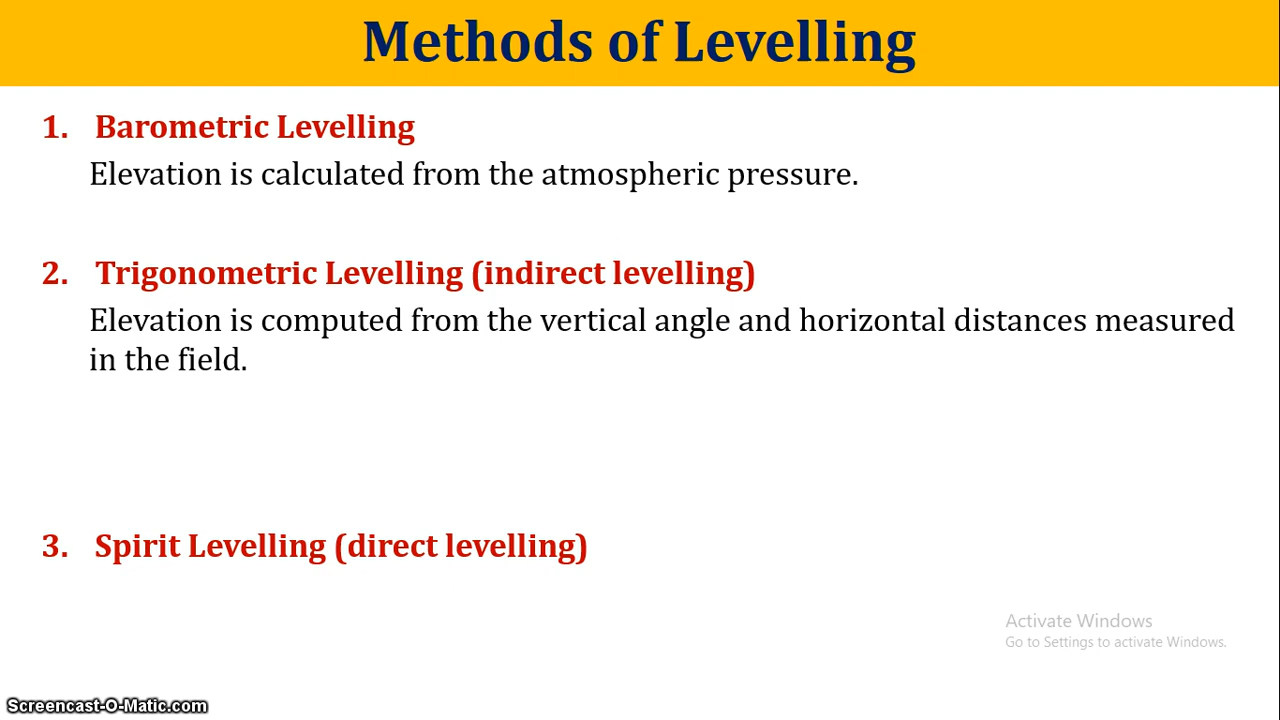 Methods of Levelling
1. Barometric Levelling
Elevation is calculated from the atmospheric pressure.
2. Trigonometric Levelling (indirect levelling)
Elevation is computed from the vertical angle and horizontal distances measured
in the field.
3. Spirit Levelling (direct levelling)
Activate Windows
Go to Settings to activate Windows.
Screencast-O-Matic.com